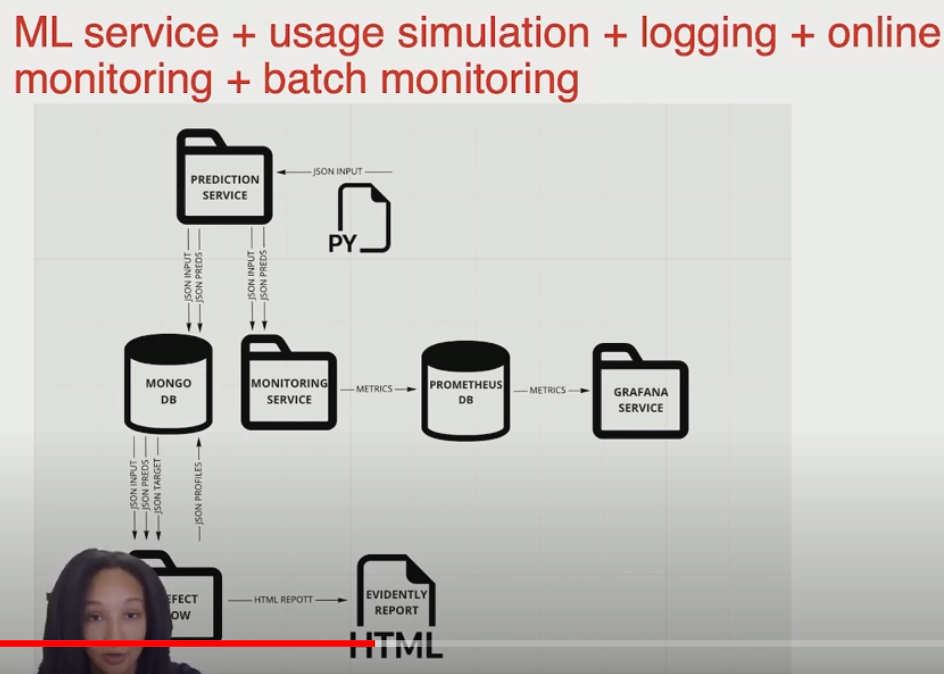 ML service + usage simulation + logging + online
monitoring + batch monitoring
PREDICTION
SERVICE
JSON INPUT
PY
JSON INPUT
JSON PREDS
JSON INPUT
JSON PREDS
MONGO
DB
MONITORING
SERVICE
METRICS
PROMETHEUS
DB
METRICS
GRAFANA
SERVICE
JSON INPUT
JSON PREDS
JSON TARGET
JSON PROFILES
EFECT
OW
HTML REPOTT
EVIDENTLY
REPORT
HTML